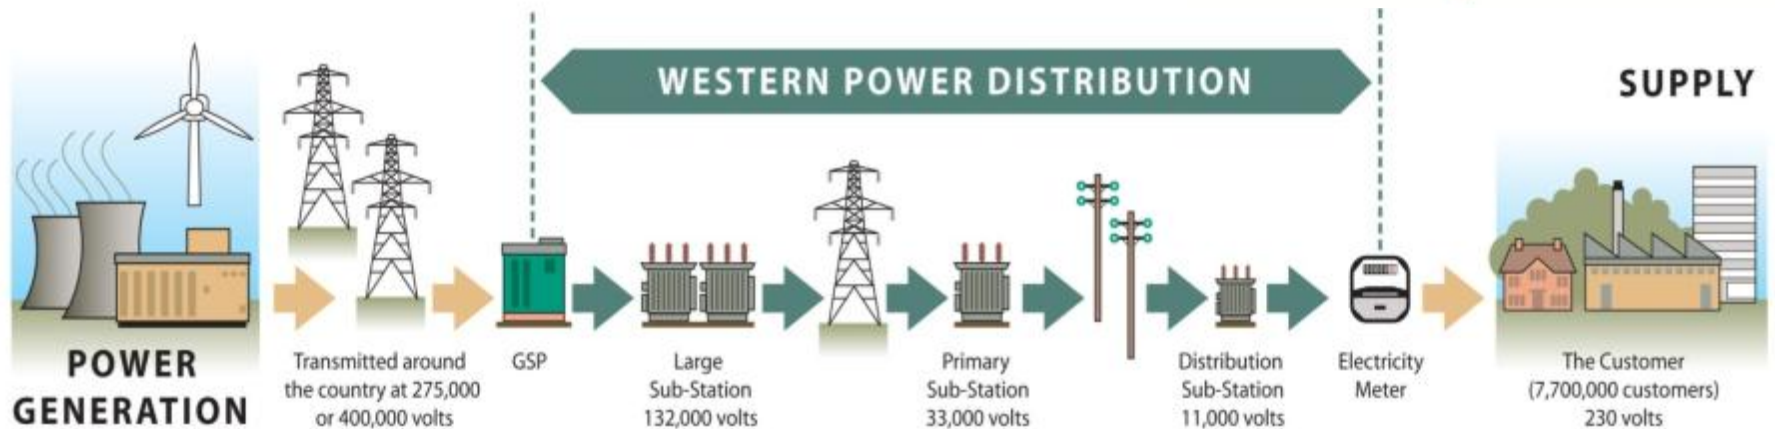 WESTERN POWER DISTRIBUTION
SUPPLY
POWER
GENERATION
Transmitted around
the country at 275,000
or 400,000 volts
GSP
Large
Sub-Station
132,000 volts
Primary
Sub-Station
33,000 volts
Distribution
Sub-Station
11,000 volts
Electricity
Meter
The Customer
(7,700,000 customers)
230 volts